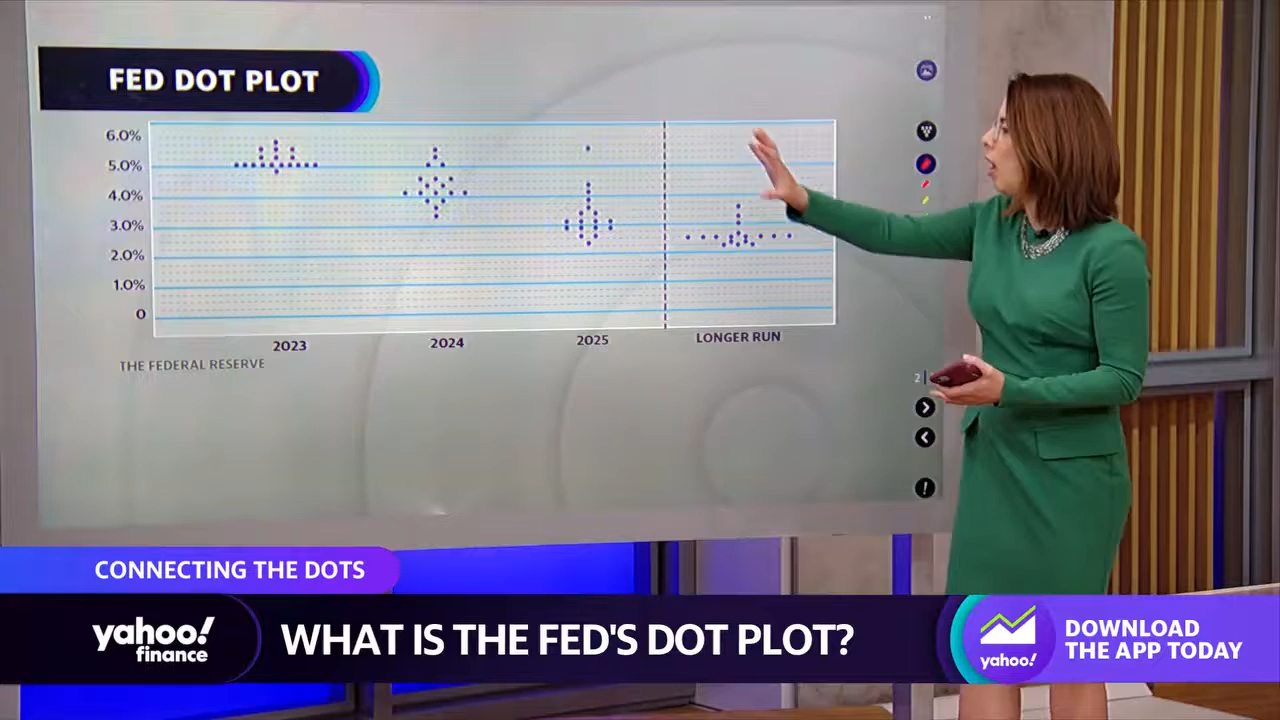 FED DOT PLOT
6.0%
5.0%
4.0%
3.0%
2.0%
1.0%
0
2023
2024
2025
LONGER RUN
THE FEDERAL RESERVE
2
CONNECTING THE DOTS
yahoo!
finance
WHAT IS THE FED'S DOT PLOT?
yahoo!
DOWNLOAD
THE APP TODAY